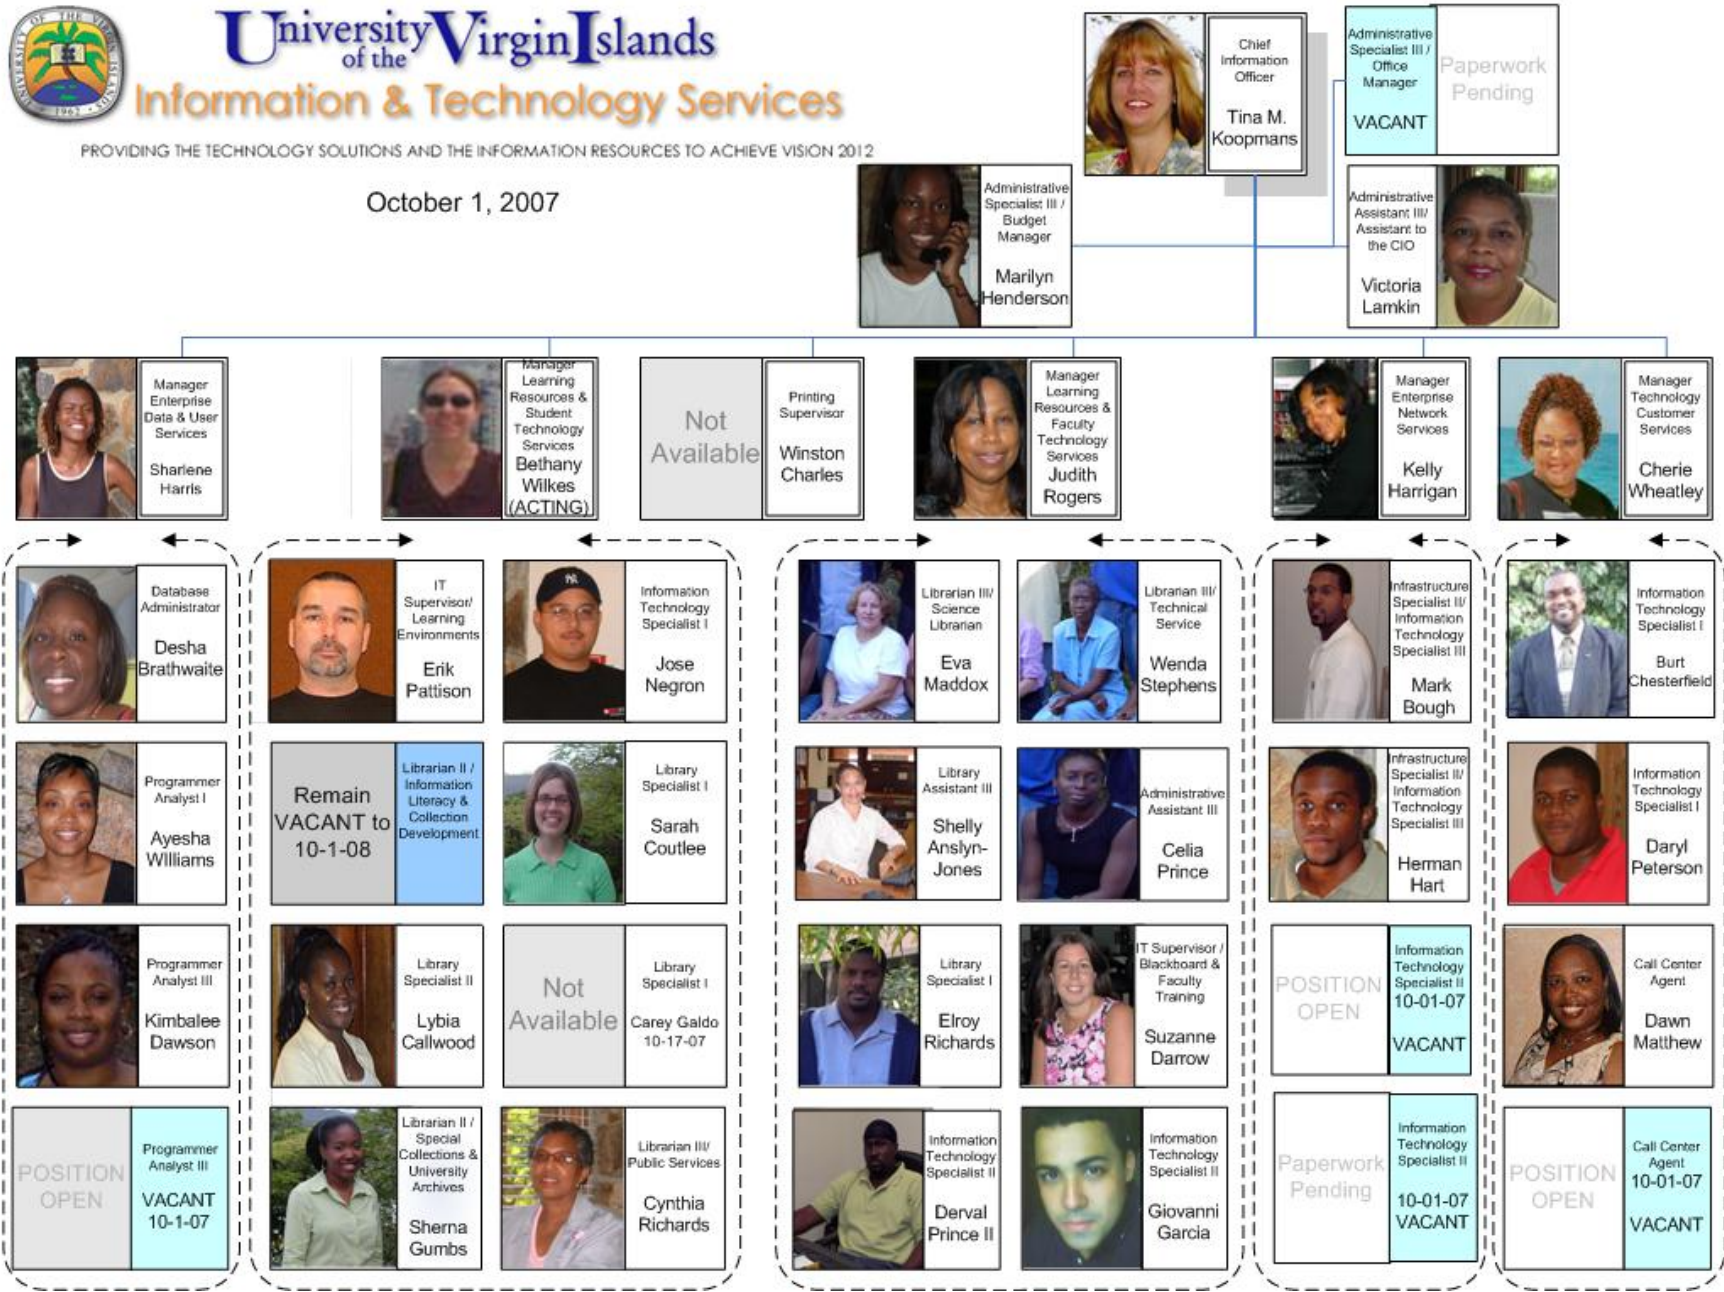 UNIVERSITY OF THE VIRGIN ISLANDS
1962
University
of the
Virgin Islands
Information & Technology Services
PROVIDING THE TECHNOLOGY SOLUTIONS AND THE INFORMATION RESOURCES TO ACHIEVE VISION 2012
October 1, 2007
Chief
Information
Officer
Tina M.
Koopmans
Administrative
Specialist III /
Office
Manager
VACANT
Paperwork
Pending
Administrative
Specialist III /
Budget
Manager
Marilyn
Henderson
Administrative
Assistant III/
Assistant to
the CIO
Victoria
Lamkin
Manager
Enterprise
Data & User
Services
Sharlene
Harris
Manager
Learning
Resources &
Student
Technology
Services
Bethany
Wilkes
(ACTING)
Not
Available
Printing
Supervisor
Winston
Charles
Manager
Learning
Resources &
Faculty
Technology
Services
Judith
Rogers
Manager
Enterprise
Network
Services
Kelly
Harrigan
Manager
Technology
Customer
Services
Cherie
Wheatley
Database
Administrator
Desha
Brathwaite
IT
Supervisor/
Learning
Environments
Erik
Pattison
Information
Technology
Specialist I
Jose
Negron
Librarian III/
Science
Librarian
Eva
Maddox
Librarian III/
Technical
Service
Wenda
Stephens
Infrastructure
Specialist II/
Information
Technology
Specialist III
Mark
Bough
Information
Technology
Specialist I
Burt
Chesterfield
Programmer
Analyst I
Ayesha
WIlliams
Remain
VACANT to
10-1-08
Librarian II /
Information
Literacy &
Collection
Development
Library
Specialist I
Sarah
Coutlee
Library
Assistant III
Shelly
Anslyn-
Jones
Administrative
Assistant III
Celia
Prince
Infrastructure
Specialist II/
Information
Technology
Specialist III
Herman
Hart
Information
Technology
Specialist I
Daryl
Peterson
Programmer
Analyst III
Kimbalee
Dawson
Library
Specialist II
Lybia
Callwood
Not
Available
Library
Specialist I
Carey Galdo
10-17-07
Library
Specialist I
Elroy
Richards
IT Supervisor /
Blackboard &
Faculty
Training
Suzanne
Darrow
POSITION
OPEN
Information
Technology
Specialist II
10-01-07
VACANT
Call Center
Agent
Dawn
Matthew
POSITION
OPEN
Programmer
Analyst III
VACANT
10-1-07
Librarian II /
Special
Collections &
University
Archives
Sherna
Gumbs
Librarian III/
Public Services
Cynthia
Richards
Information
Technology
Specialist II
Derval
Prince II
Information
Technology
Specialist II
Giovanni
Garcia
Paperwork
Pending
Information
Technology
Specialist II
10-01-07
VACANT
POSITION
OPEN
Call Center
Agent
10-01-07
VACANT